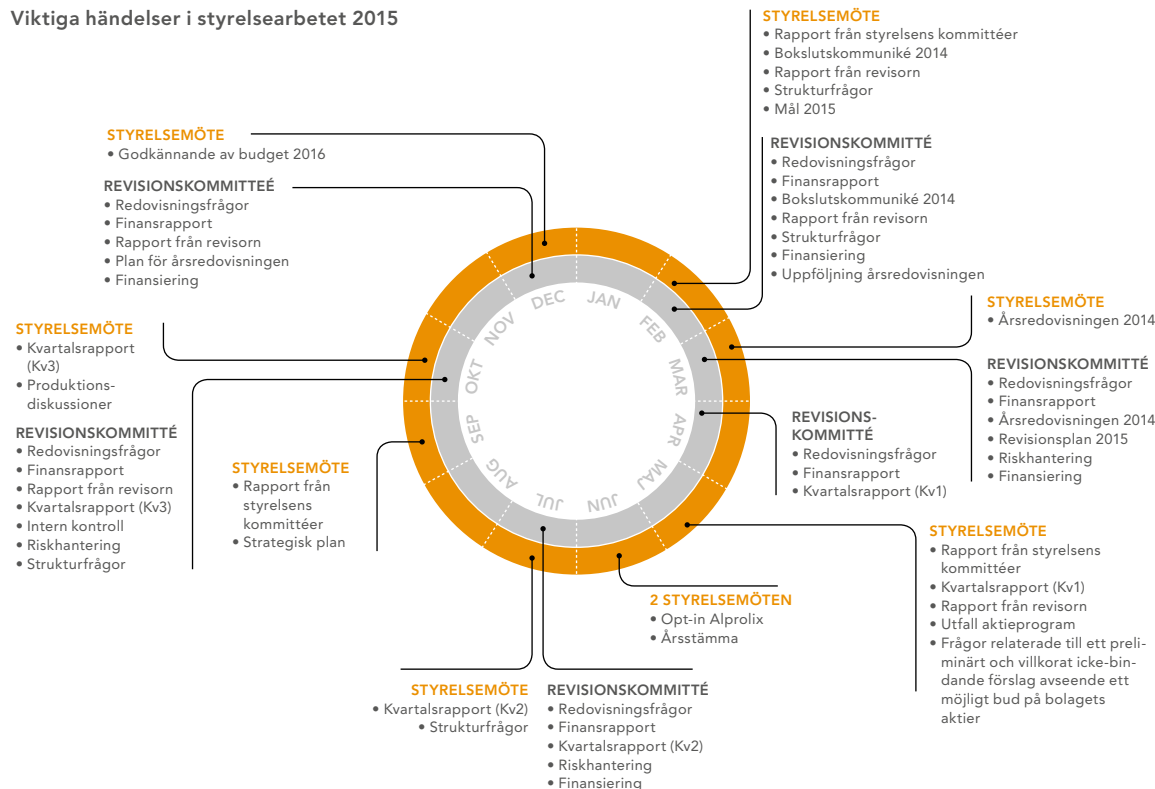 Viktiga händelser i styrelsearbetet 2015
STYRELSEMÖTE
• Rapport från styrelsens kommittéer
• Bokslutskommuniké 2014
• Rapport från revisorn
• Strukturfrågor
• Mål 2015
REVISIONSKOMMITTÉ
• Redovisningsfrågor
• Finansrapport
• Bokslutskommuniké 2014
• Rapport från revisorn
• Strukturfrågor
• Finansiering
• Uppföljning årsredovisningen
STYRELSEMÖTE
• Årsredovisningen 2014
REVISIONSKOMMITTÉ
• Redovisningsfrågor
• Finansrapport
• Årsredovisningen 2014
• Revisionsplan 2015
• Riskhantering
• Finansiering
REVISIONS-
KOMMITTÉ
• Redovisningsfrågor
• Finansrapport
• Kvartalsrapport (Kv1)
STYRELSEMÖTE
• Rapport från styrelsens
kommittéer
• Kvartalsrapport (Kv1)
• Rapport från revisorn
• Utfall aktieprogram
• Frågor relaterade till ett preli-
minärt och villkorat icke-bin-
dande förslag avseende ett
möjligt bud på bolagets
aktier
2 STYRELSEMÖTEN
• Opt-in Alprolix
• Årsstämma
REVISIONSKOMMITTÉ
• Redovisningsfrågor
• Finansrapport
• Kvartalsrapport (Kv2)
• Riskhantering
• Finansiering
STYRELSEMÖTE
• Kvartalsrapport (Kv2)
• Strukturfrågor
STYRELSEMÖTE
• Rapport från
styrelsens
kommittéer
• Strategisk plan
STYRELSEMÖTE
• Kvartalsrapport
(Kv3)
• Produktions-
diskussioner
REVISIONSKOMMITTÉ
• Redovisningsfrågor
• Finansrapport
• Rapport från revisorn
• Kvartalsrapport (Kv3)
• Intern kontroll
• Riskhantering
• Strukturfrågor
STYRELSEMÖTE
• Godkännande av budget 2016
REVISIONSKOMMITTEÉ
• Redovisningsfrågor
• Finansrapport
• Rapport från revisorn
• Plan för årsredovisningen
• Finansiering
JAN
FEB
MAR
APR
MAJ
JUN
JUL
AUG
SEP
OKT
NOV
DEC